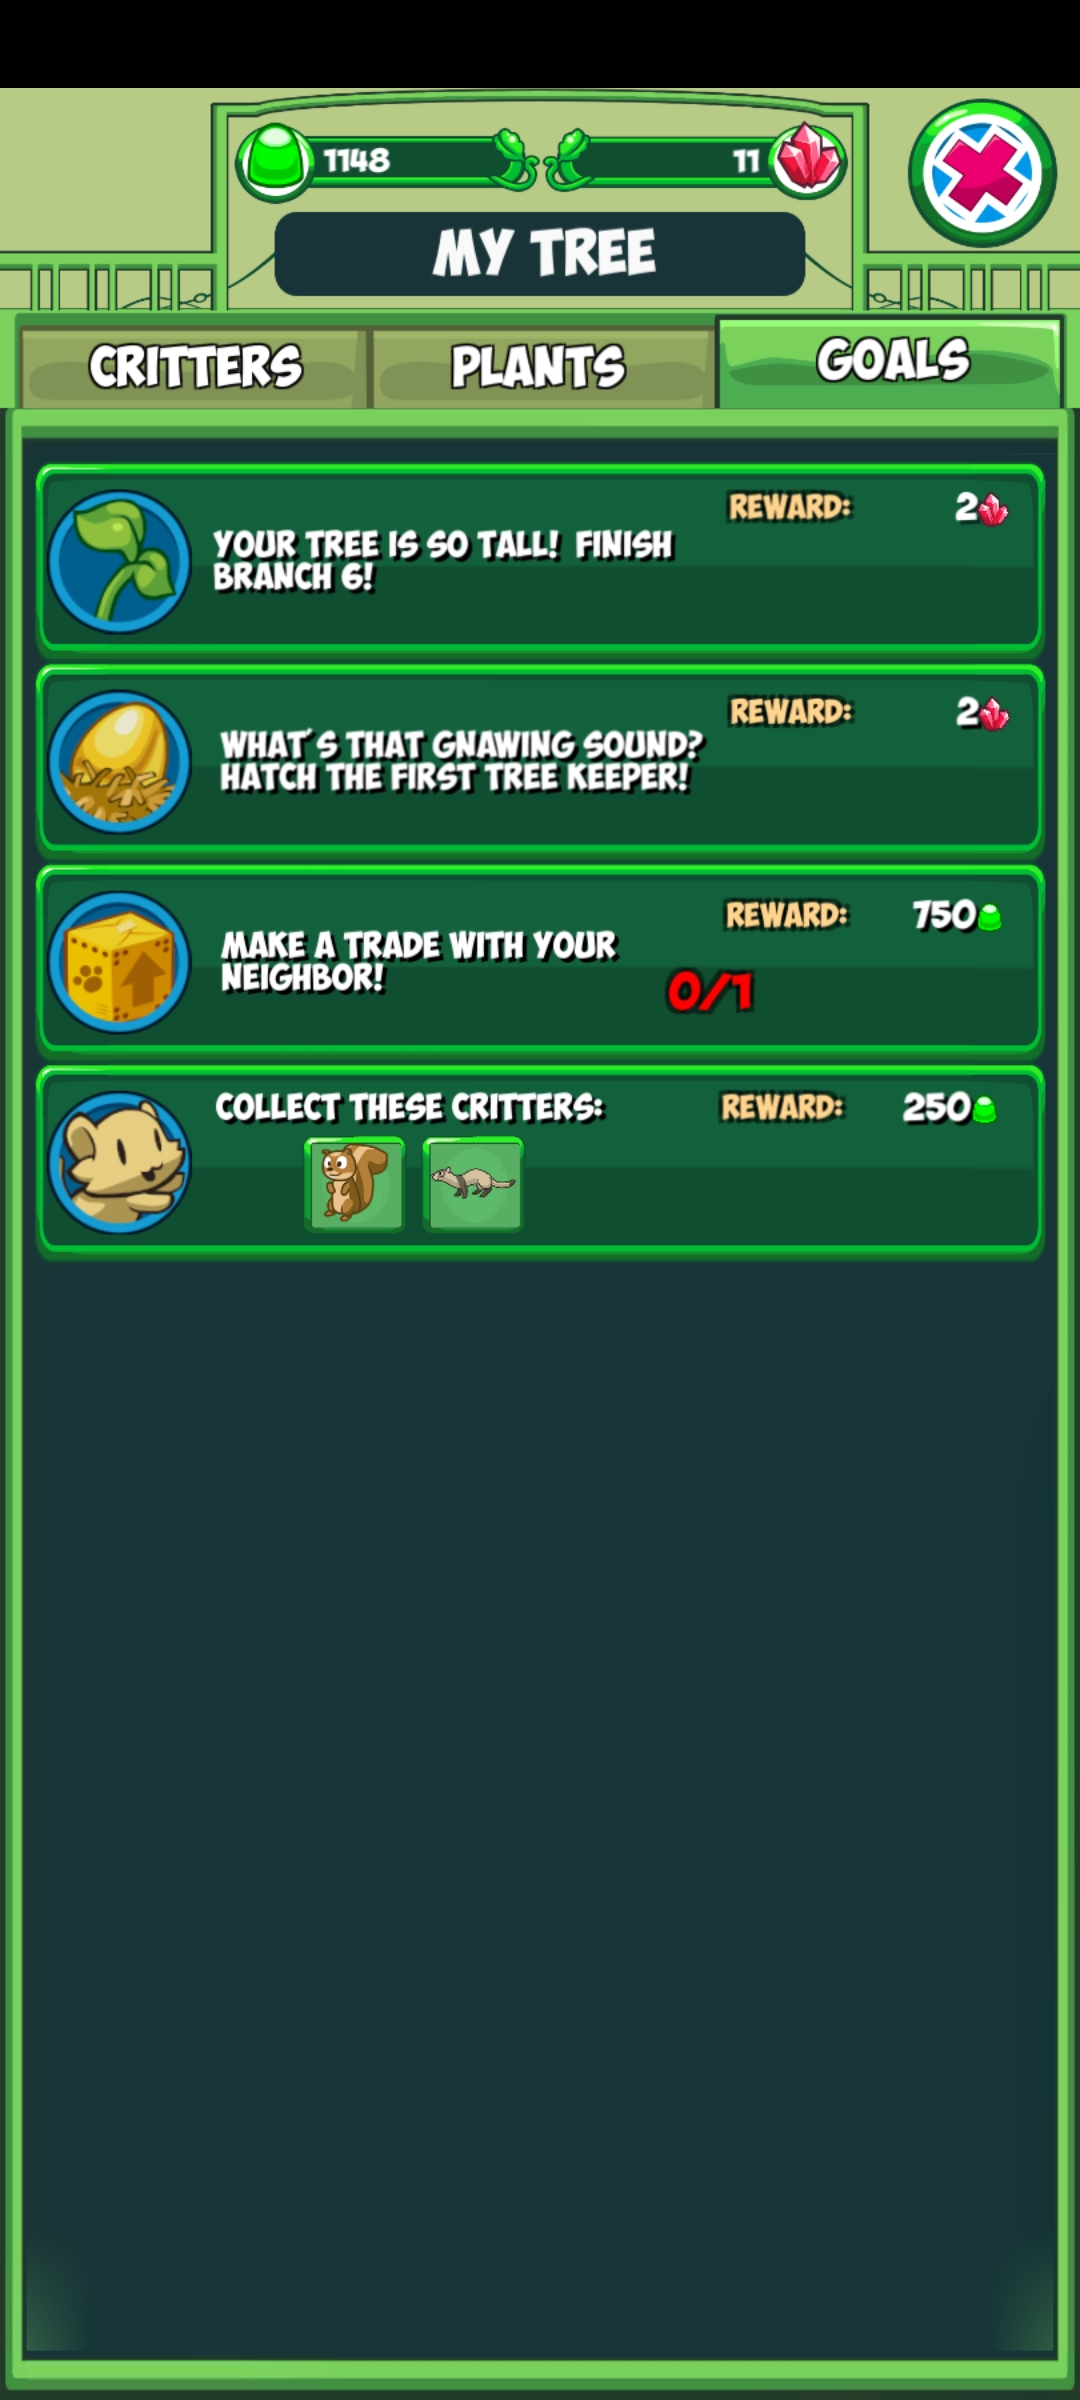 1148
11
MY TREE
CRITTERS
PLANTS
GOALS
YOUR TREE IS SO TALL! FINISH
BRANCH 6!
REWARD:
2
WHAT'S THAT GNAWING SOUND?
HATCH THE FIRST TREE KEEPER!
REWARD:
2
MAKE A TRADE WITH YOUR
NEIGHBOR!
0/1
REWARD:
750
COLLECT THESE CRITTERS:
REWARD:
250